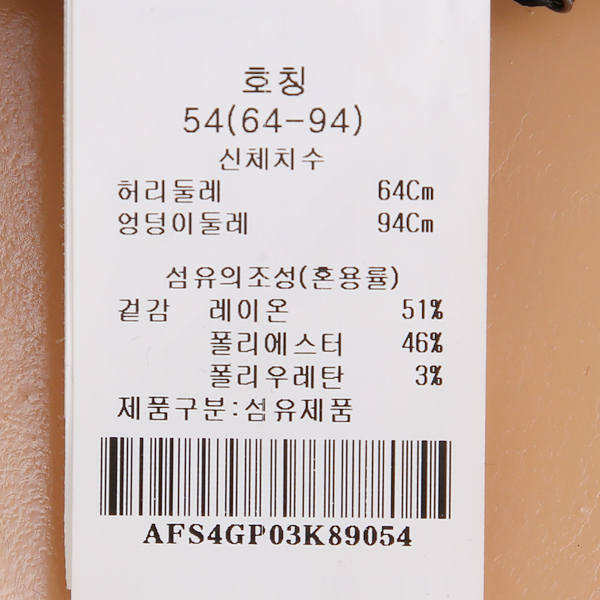 호칭
54(64-94)
신체치수
허리둘레 64Cm
엉덩이둘레 94Cm
섬유의조성(혼용률)
겉감 레이온 51%
폴리에스터 46%
폴리우레탄 3%
제품구분:섬유제품
AFS4GP03K89054